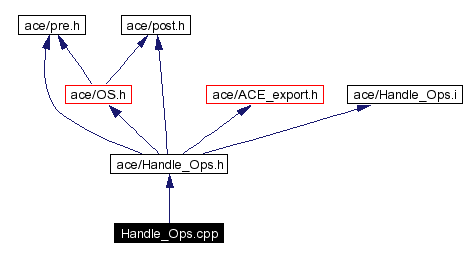 ace/pre.h
ace/post.h
ace/OS.h
ace/ACE_export.h
ace/Handle_Ops.i
ace/Handle_Ops.h
Handle_Ops.cpp